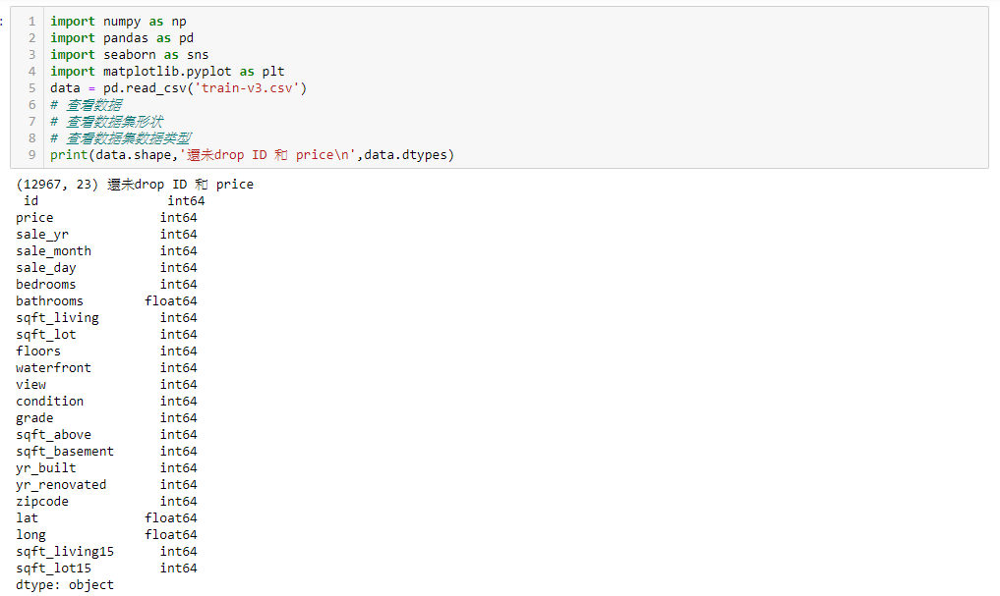 1 import numpy as np
2 import pandas as pd
3 import seaborn as sns
4 import matplotlib.pyplot as plt
5 data = pd.read_csv('train-v3.csv')
6 # 查看数据
7 # 查看数据集形状
8 # 查看数据集数据类型
9 print(data.shape,'還未drop ID 和 price\n',data.dtypes)
(12967, 23) 還未drop ID 和 price
id int64
price int64
sale_yr int64
sale_month int64
sale_day int64
bedrooms int64
bathrooms float64
sqft_living int64
sqft_lot int64
floors int64
waterfront int64
view int64
condition int64
grade int64
sqft_above int64
sqft_basement int64
yr_built int64
yr_renovated int64
zipcode int64
lat float64
long float64
sqft_living15 int64
sqft_lot15 int64
dtype: object